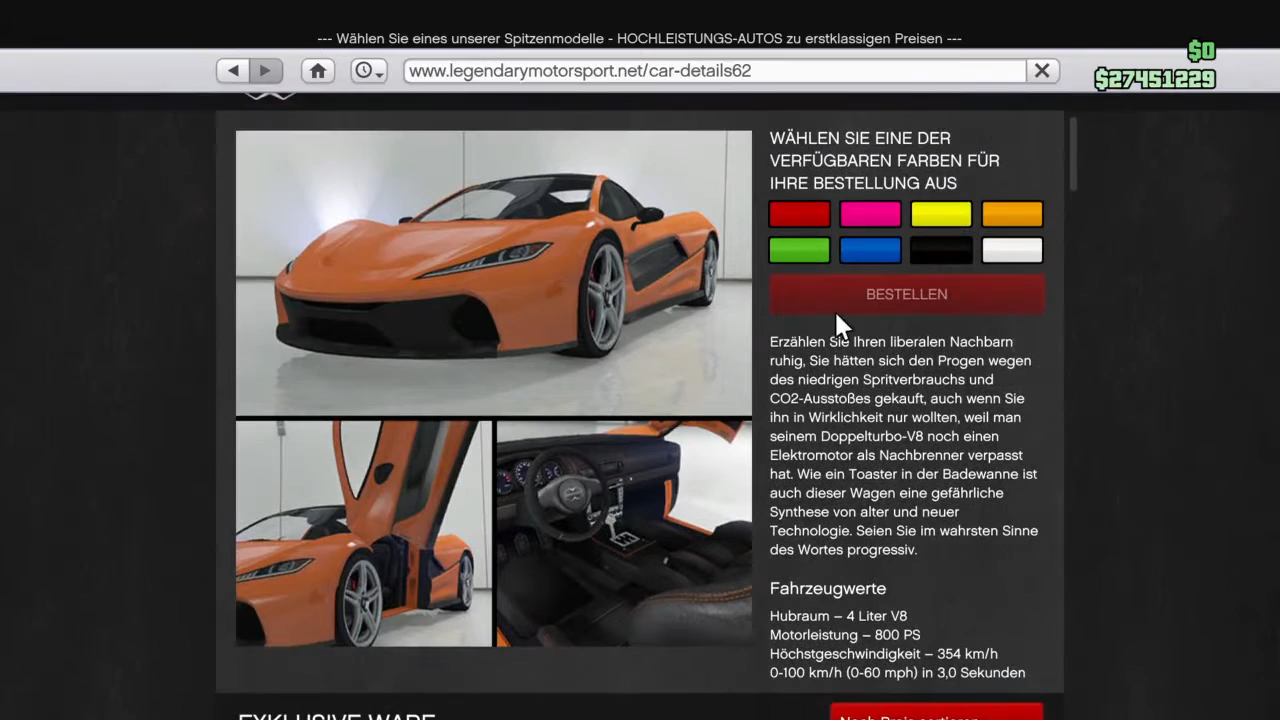 --- Wählen Sie eines unserer Spitzenmodelle - HOCHLEISTUNGS-AUTOS zu erstklassigen Preisen ---
$0
www.legendarymotorsport.net/car-details62
$27451229
WÄHLEN SIE EINE DER
VERFÜGBAREN FARBEN FÜR
IHRE BESTELLUNG AUS
BESTELLEN
Erzählen Sie Ihren liberalen Nachbarn
ruhig, Sie hätten sich den Progen wegen
des niedrigen Spritverbrauchs und
CO2-Ausstoßes gekauft, auch wenn Sie
ihn in Wirklichkeit nur wollten, weil man
seinem Doppelturbo-V8 noch einen
Elektromotor als Nachbrenner verpasst
hat. Wie ein Toaster in der Badewanne ist
auch dieser Wagen eine gefährliche
Synthese von alter und neuer
Technologie. Seien Sie im wahrsten Sinne
des Wortes progressiv.
Fahrzeugwerte
Hubraum – 4 Liter V8
Motorleistung – 800 PS
Höchstgeschwindigkeit – 354 km/h
0-100 km/h (0-60 mph) in 3,0 Sekunden
EXKLUSIVE WARE
Nach Preis sortieren